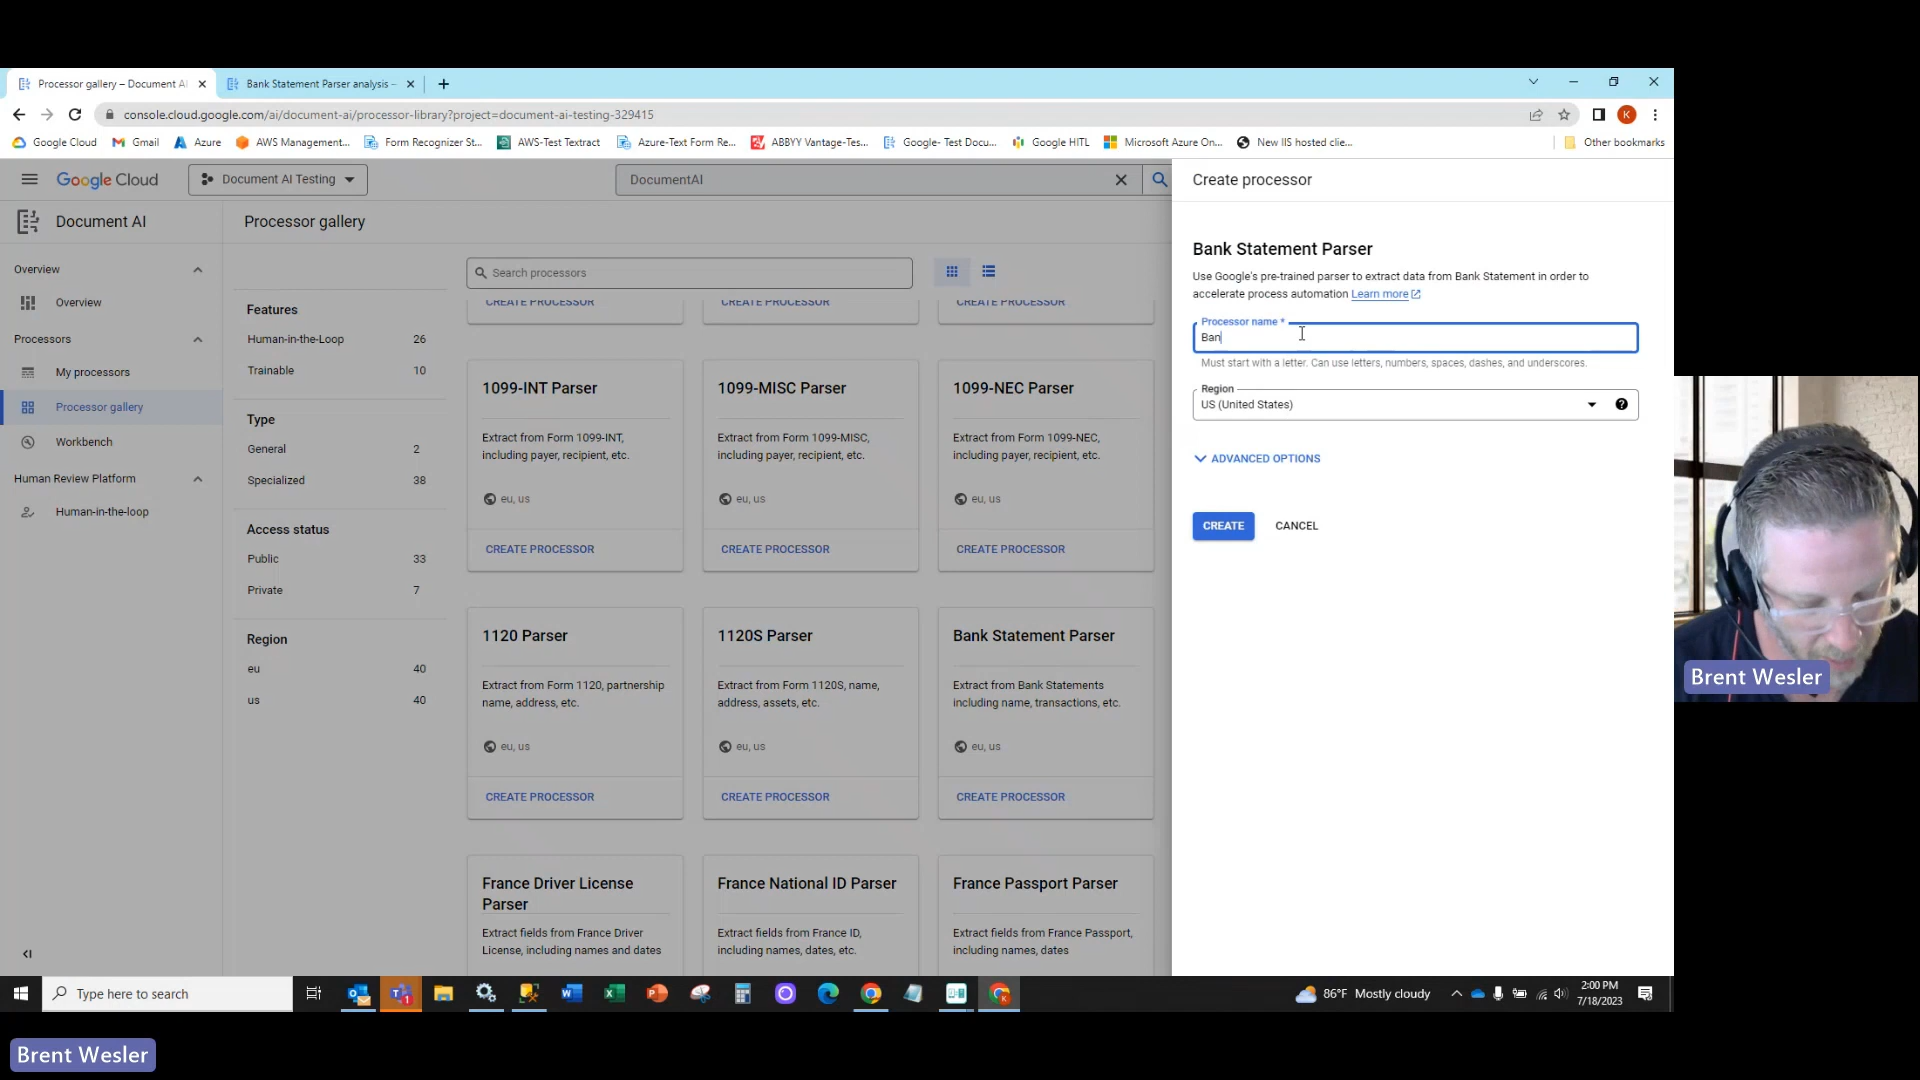 Processor gallery – Document AI
Bank Statement Parser analysis –
console.cloud.google.com/ai/document-ai/processor-library?project=document-ai-testing-329415
K
Google Cloud
Gmail
Azure
AWS Management...
Form Recognizer St...
AWS-Test Textract
Azure-Text Form Re...
ABBYY Vantage-Tes...
Google- Test Docu...
Google HITL
Microsoft Azure On...
New IIS hosted clie...
Other bookmarks
Google Cloud
Document AI Testing
DocumentAI
Create processor
Document AI
Processor gallery
Overview
Overview
Processors
My processors
Processor gallery
Workbench
Human Review Platform
Human-in-the-loop
Features
Human-in-the-Loop 26
Trainable 10
Type
General 2
Specialized 38
Access status
Public 33
Private 7
Region
eu 40
us 40
Search processors
CREATE PROCESSOR
CREATE PROCESSOR
CREATE PROCESSOR
1099-INT Parser
Extract from Form 1099-INT,
including payer, recipient, etc.
eu, us
CREATE PROCESSOR
1099-MISC Parser
Extract from Form 1099-MISC,
including payer, recipient, etc.
eu, us
CREATE PROCESSOR
1099-NEC Parser
Extract from Form 1099-NEC,
including payer, recipient, etc.
eu, us
CREATE PROCESSOR
1120 Parser
Extract from Form 1120, partnership
name, address, etc.
eu, us
CREATE PROCESSOR
1120S Parser
Extract from Form 1120S, name,
address, assets, etc.
eu, us
CREATE PROCESSOR
Bank Statement Parser
Extract from Bank Statements
including name, transactions, etc.
eu, us
CREATE PROCESSOR
France Driver License
Parser
Extract fields from France Driver
License, including names and dates
France National ID Parser
Extract fields from France ID,
including names, dates, etc.
France Passport Parser
Extract fields from France Passport,
including names, dates
Bank Statement Parser
Use Google's pre-trained parser to extract data from Bank Statement in order to
accelerate process automation Learn more
Processor name *
Ban
Must start with a letter. Can use letters, numbers, spaces, dashes, and underscores.
Region
US (United States)
ADVANCED OPTIONS
CREATE
CANCEL
Type here to search
86°F Mostly cloudy
2:00 PM
7/18/2023
Brent Wesler
Brent Wesler